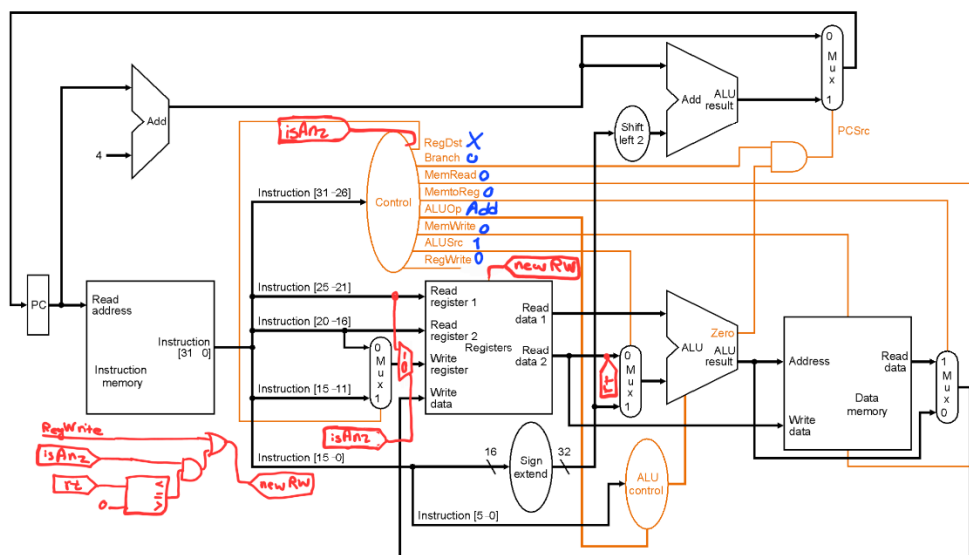 0
M
u
x
1
Add
Add
ALU
result
Shift
left 2
PCSrc
4
isAnz
RegDst X
Branch 0
MemRead 0
MemtoReg 0
ALUOp Add
MemWrite 0
ALUSrc 1
RegWrite 0
Control
Instruction [31–26]
newRW
PC
Read
address
Instruction
[31 0]
Instruction
memory
Instruction [25–21]
Instruction [20–16]
Instruction [15–11]
0
M
u
x
1
1
0
Read
register 1
Read
register 2
Write
register
Write
data
Registers
Read
data 1
Read
data 2
rt
0
M
u
x
1
Zero
ALU
ALU
result
Address
Write
data
Read
data
Data
memory
1
M
u
x
0
isAnz
RegWrite
isAnz
rt
0
newRW
Instruction [15–0]
16
Sign
extend
32
ALU
control
Instruction [5–0]